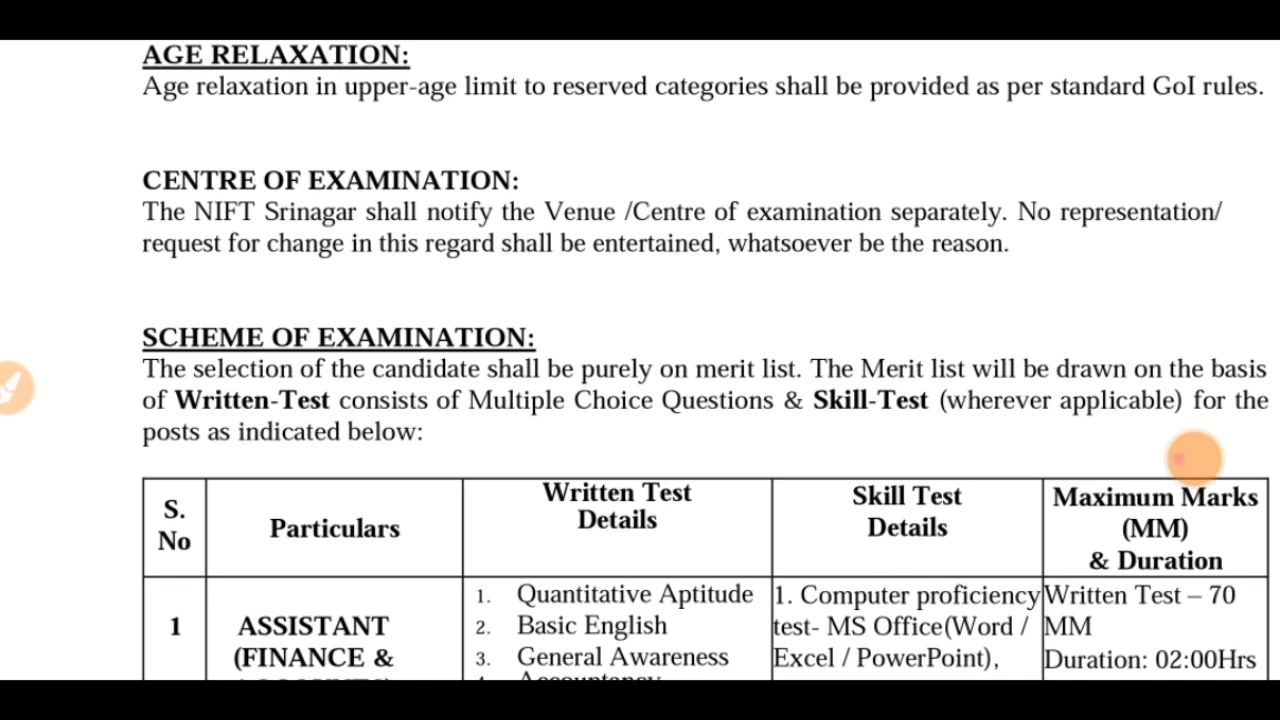 AGE RELAXATION:
Age relaxation in upper-age limit to reserved categories shall be provided as per standard GoI rules.
CENTRE OF EXAMINATION:
The NIFT Srinagar shall notify the Venue /Centre of examination separately. No representation/
request for change in this regard shall be entertained, whatsoever be the reason.
SCHEME OF EXAMINATION:
The selection of the candidate shall be purely on merit list. The Merit list will be drawn on the basis
of Written-Test consists of Multiple Choice Questions & Skill-Test (wherever applicable) for the
posts as indicated below:
S.
No
Particulars
Written Test
Details
Skill Test
Details
Maximum Marks
(MM)
& Duration
1
ASSISTANT
(FINANCE &
1. Quantitative Aptitude
2. Basic English
3. General Awareness
1. Computer proficiency
test- MS Office(Word /
Excel / PowerPoint),
Written Test – 70
MM
Duration: 02:00Hrs